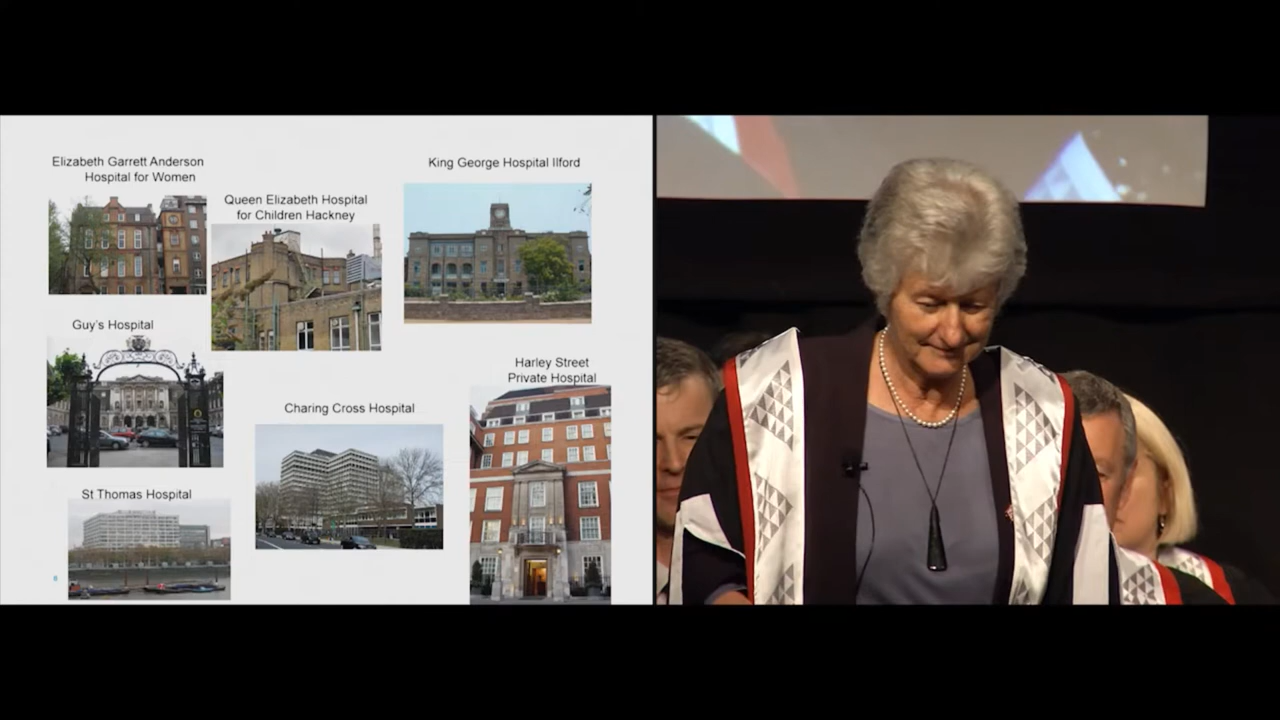 Elizabeth Garrett Anderson
Hospital for Women
Queen Elizabeth Hospital
for Children Hackney
King George Hospital Ilford
Guy's Hospital
Harley Street
Private Hospital
Charing Cross Hospital
St Thomas Hospital